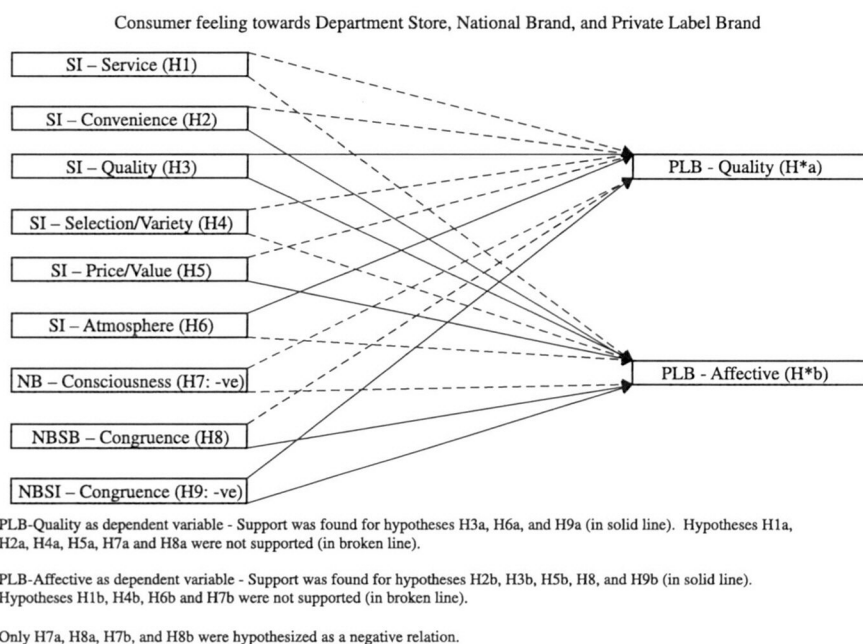 Consumer feeling towards Department Store, National Brand, and Private Label Brand
SI – Service (H1)
SI – Convenience (H2)
SI – Quality (H3)
PLB - Quality (H*a)
SI – Selection/Variety (H4)
SI – Price/Value (H5)
SI – Atmosphere (H6)
PLB - Affective (H*b)
NB – Consciousness (H7: -ve)
NBSB – Congruence (H8)
NBSI – Congruence (H9: -ve)
PLB-Quality as dependent variable - Support was found for hypotheses H3a, H6a, and H9a (in solid line).  Hypotheses H1a,
H2a, H4a, H5a, H7a and H8a were not supported (in broken line).
PLB-Affective as dependent variable - Support was found for hypotheses H2b, H3b, H5b, H8, and H9b (in solid line).
Hypotheses H1b, H4b, H6b and H7b were not supported (in broken line).
Only H7a, H8a, H7b, and H8b were hypothesized as a negative relation.